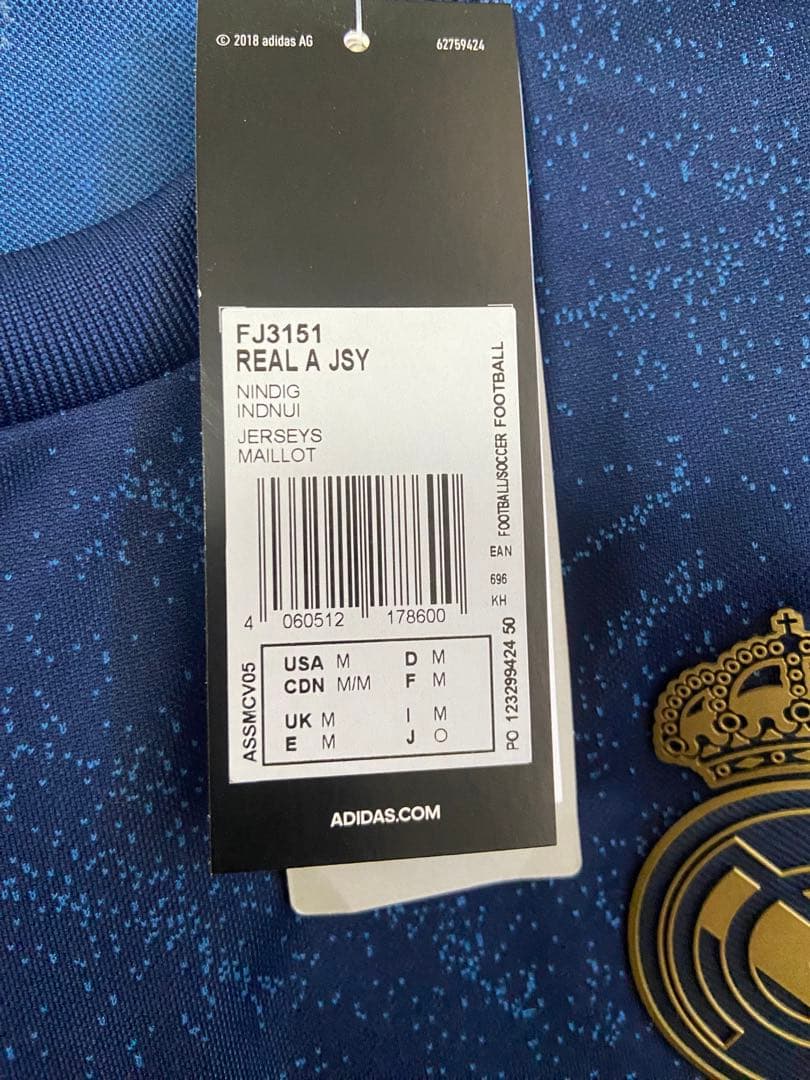 © 2018 adidas AG
62759424
FJ3151
REAL A JSY
NINDIG
INDNUI
JERSEYS
MAILLOT
FOOTBALL/SOCCER FOOTBALL
EAN
696
KH
4 060512 178600
ASSMCV05
USA M D M
CDN M/M F M
UK M I M
E M J O
PO 123299424 50
ADIDAS.COM